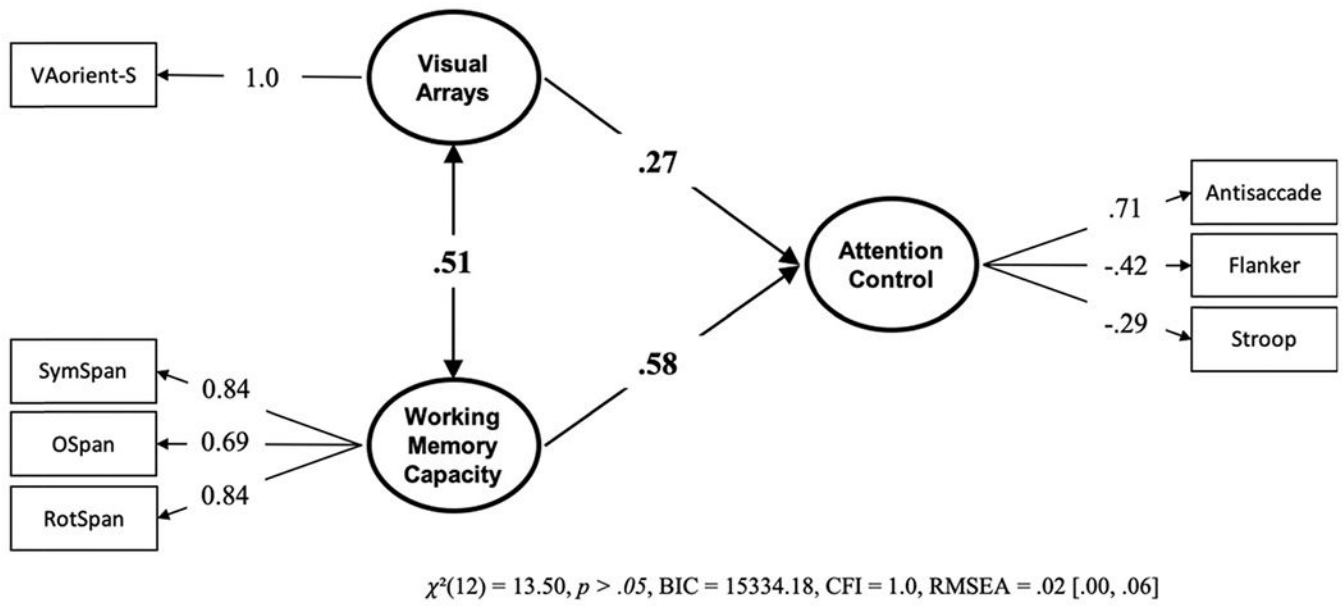 VAorient-S
1.0
Visual
Arrays
.27
.51
Attention
Control
.71
Antisaccade
-.42
Flanker
-.29
Stroop
SymSpan
0.84
OSpan
0.69
RotSpan
0.84
Working
Memory
Capacity
.58
χ²(12) = 13.50, p > .05, BIC = 15334.18, CFI = 1.0, RMSEA = .02 [.00, .06]